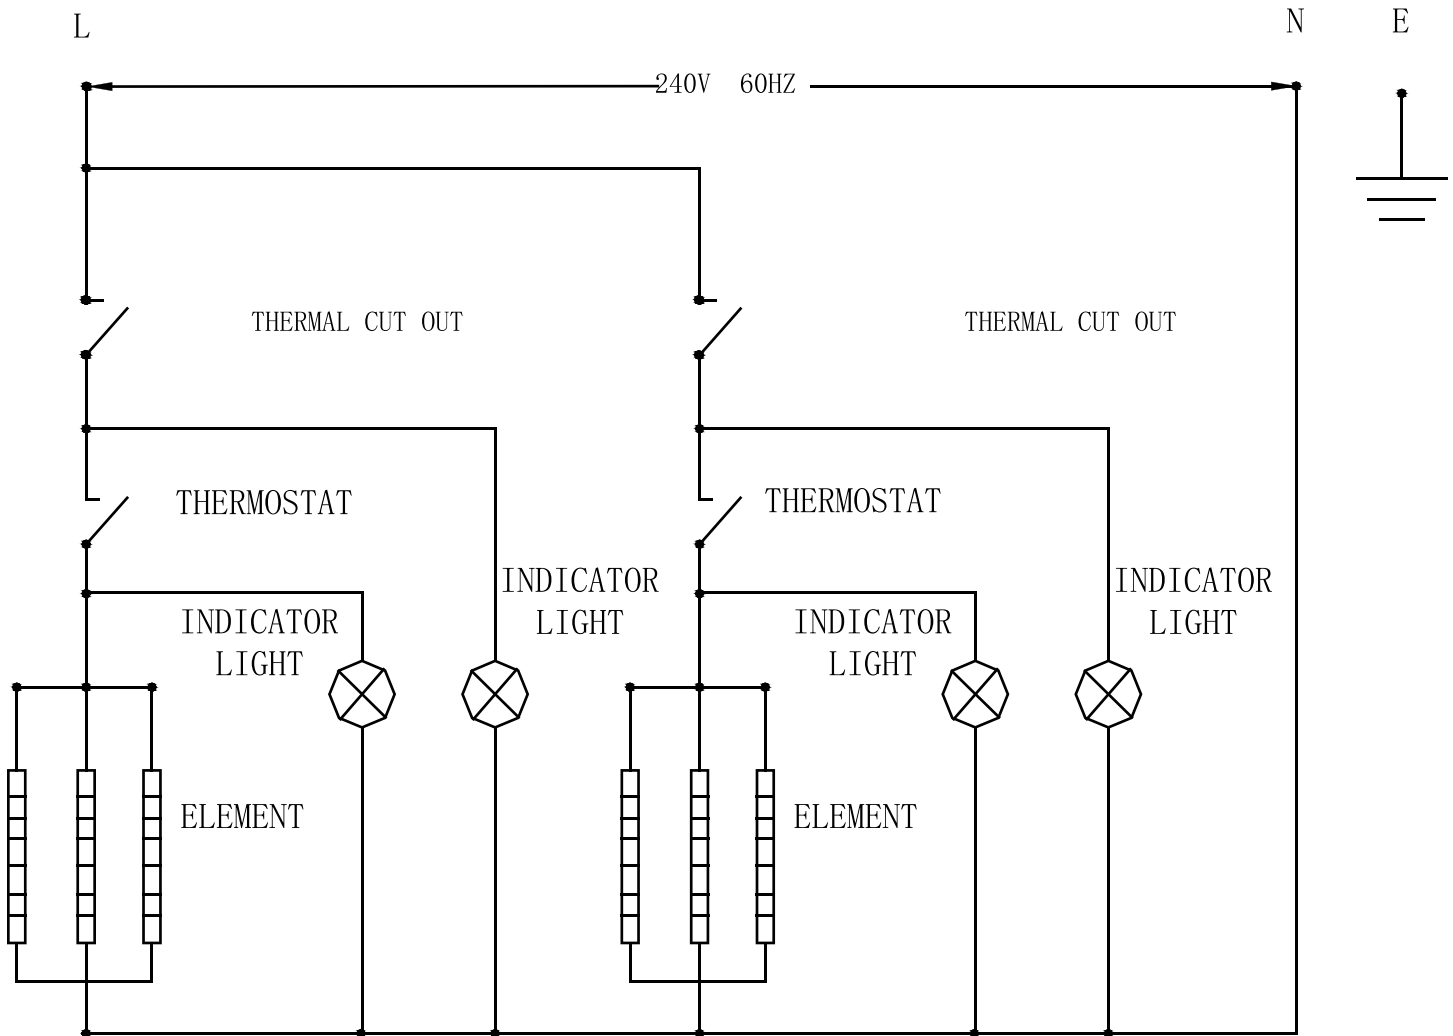 L
N
E
240V 60HZ
THERMAL CUT OUT
THERMAL CUT OUT
THERMOSTAT
THERMOSTAT
INDICATOR
LIGHT
INDICATOR
LIGHT
INDICATOR
LIGHT
INDICATOR
LIGHT
ELEMENT
ELEMENT